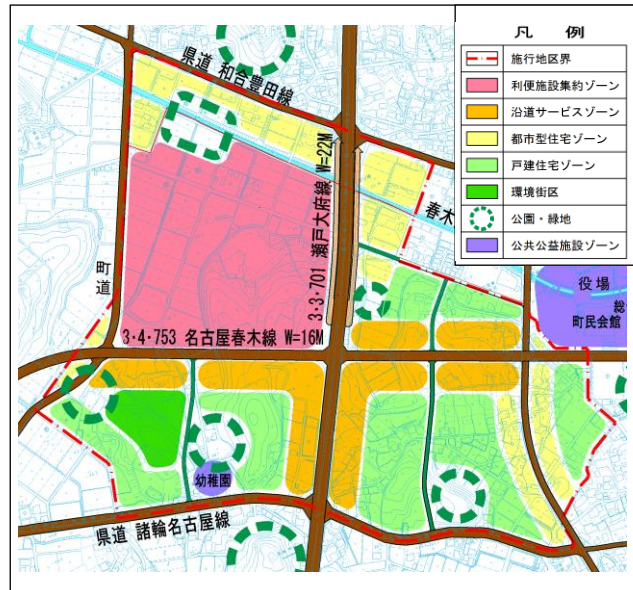 凡 例
施行地区界
利便施設集約ゾーン
沿道サービスゾーン
都市型住宅ゾーン
戸建住宅ゾーン
環境街区
公園・緑地
公共公益施設ゾーン
県道 和合豊田線
3・3・701 瀬戸大府線 W=22M
春木
町道
役場
総
町民会館
3・4・753 名古屋春木線 W=16M
幼稚園
県道 諸輪名古屋線